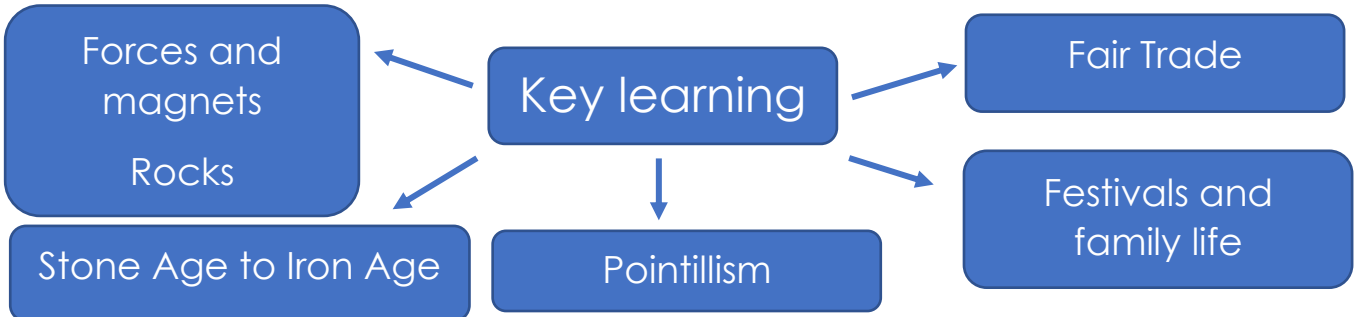 Forces and
magnets
Rocks
Key learning
Fair Trade
Stone Age to Iron Age
Pointillism
Festivals and
family life